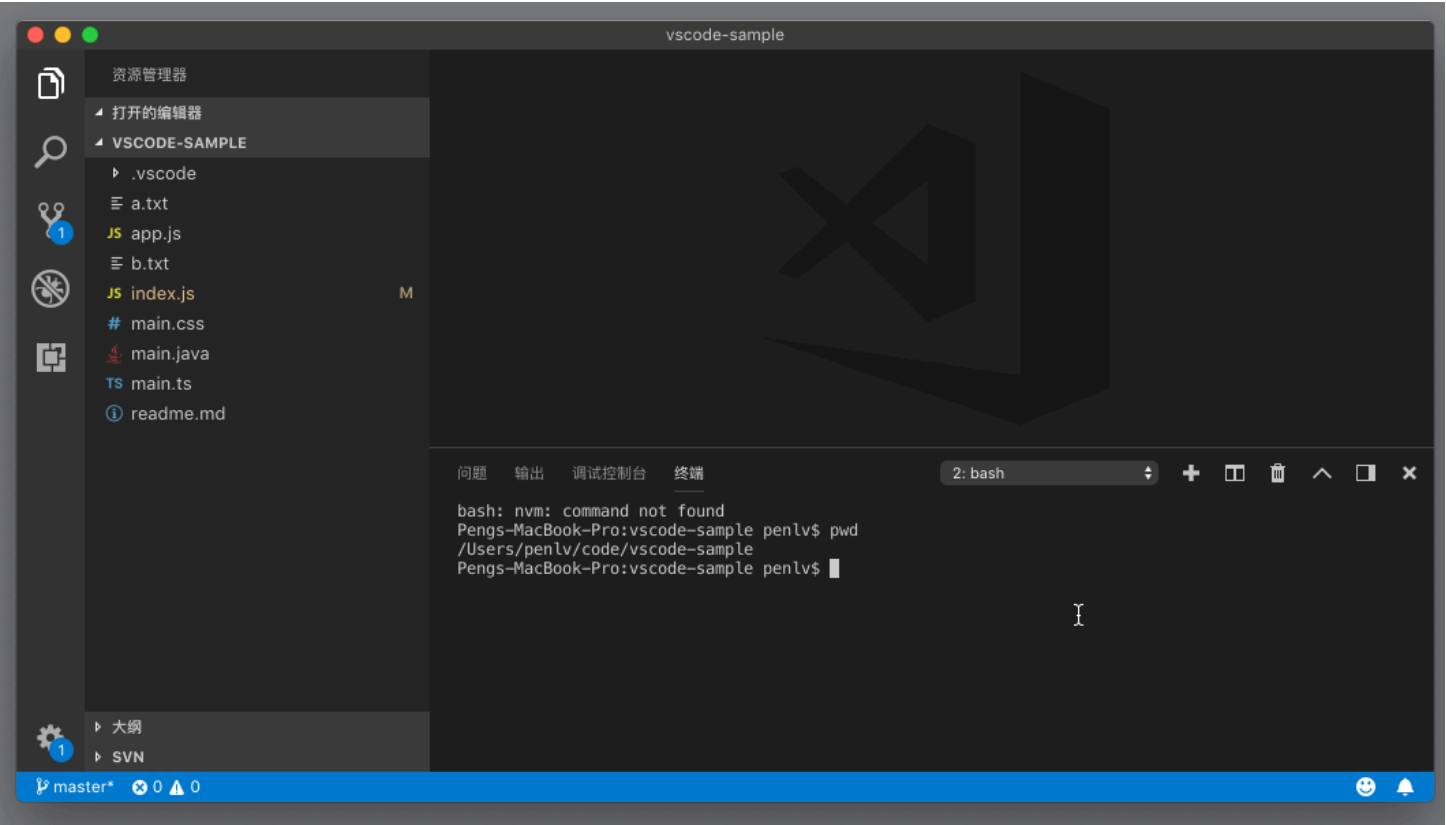 vscode-sample
资源管理器
打开的编辑器
VSCODE-SAMPLE
.vscode
a.txt
JS app.js
b.txt
JS index.js M
# main.css
main.java
TS main.ts
readme.md
大纲
SVN
1
1
问题 输出 调试控制台 终端 2: bash
bash: nvm: command not found
Pengs-MacBook-Pro:vscode-sample penlv$ pwd
/Users/penlv/code/vscode-sample
Pengs-MacBook-Pro:vscode-sample penlv$
master* 0 0